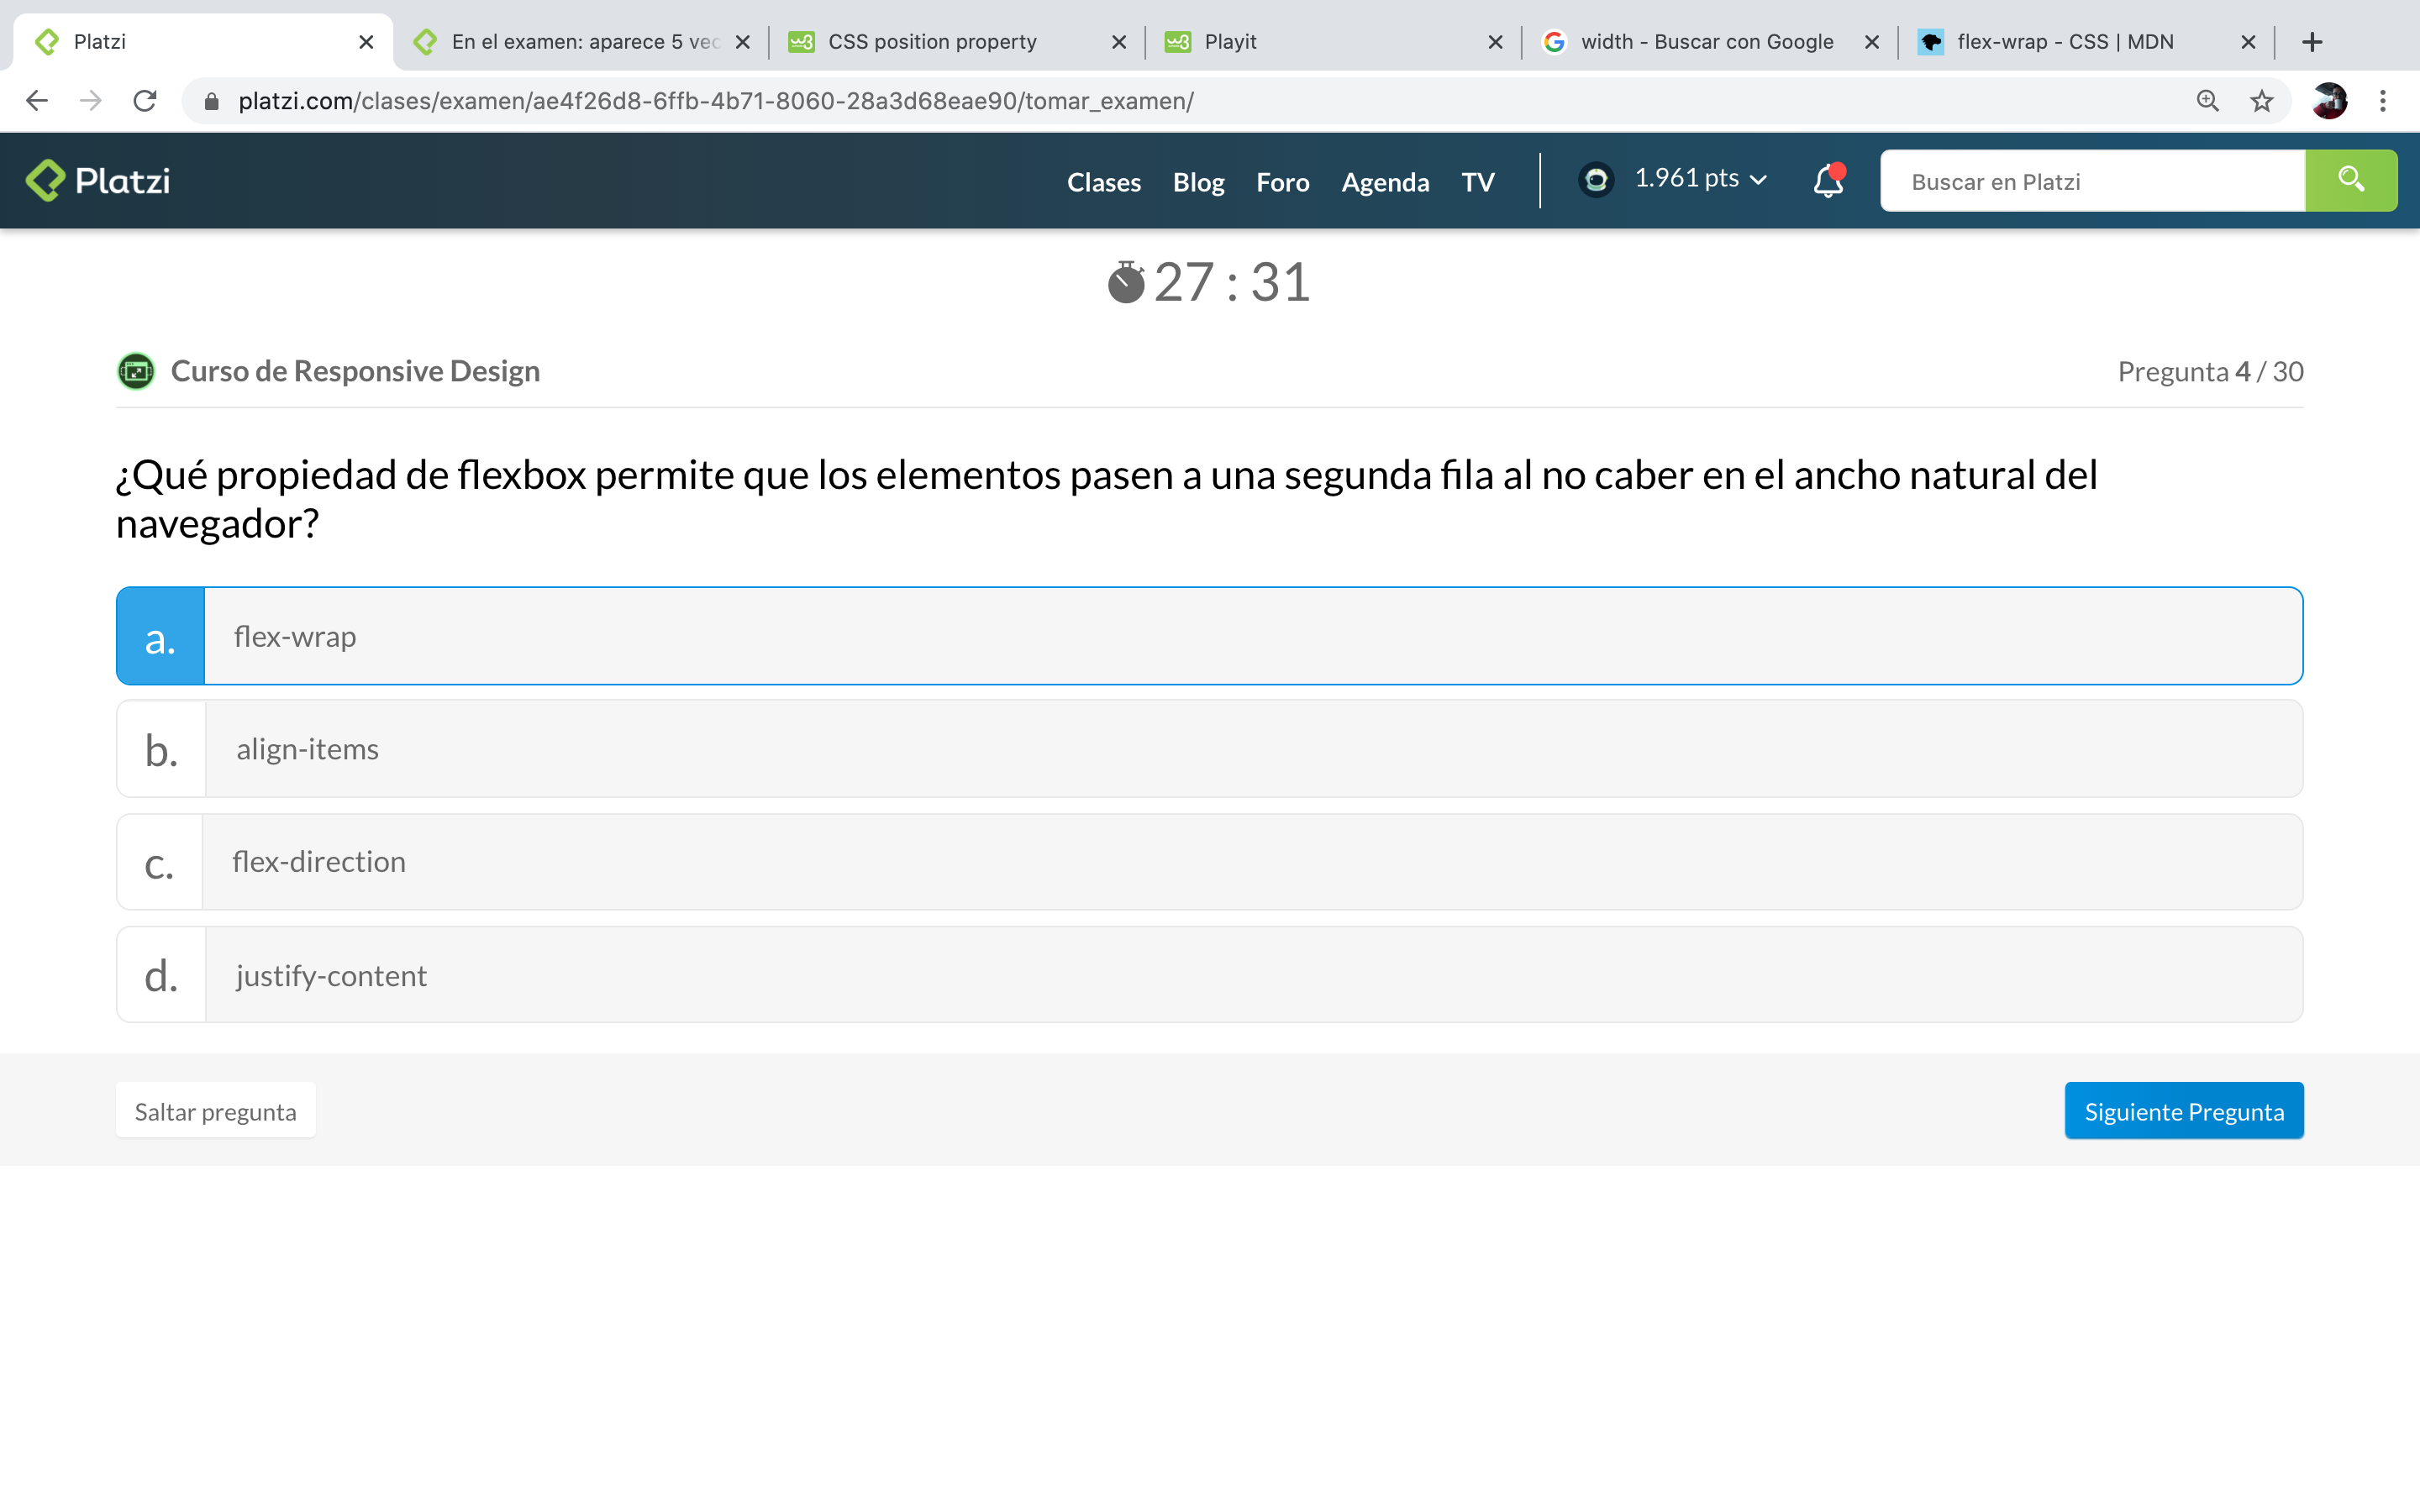 Platzi
En el examen: aparece 5 vec
CSS position property
Playit
width - Buscar con Google
flex-wrap - CSS | MDN
platzi.com/clases/examen/ae4f26d8-6ffb-4b71-8060-28a3d68eae90/tomar_examen/
Platzi
Clases Blog Foro Agenda TV
1.961 pts
Buscar en Platzi
27 : 31
Curso de Responsive Design
Pregunta 4 / 30
¿Qué propiedad de flexbox permite que los elementos pasen a una segunda fila al no caber en el ancho natural del
navegador?
a. flex-wrap
b. align-items
c. flex-direction
d. justify-content
Saltar pregunta
Siguiente Pregunta